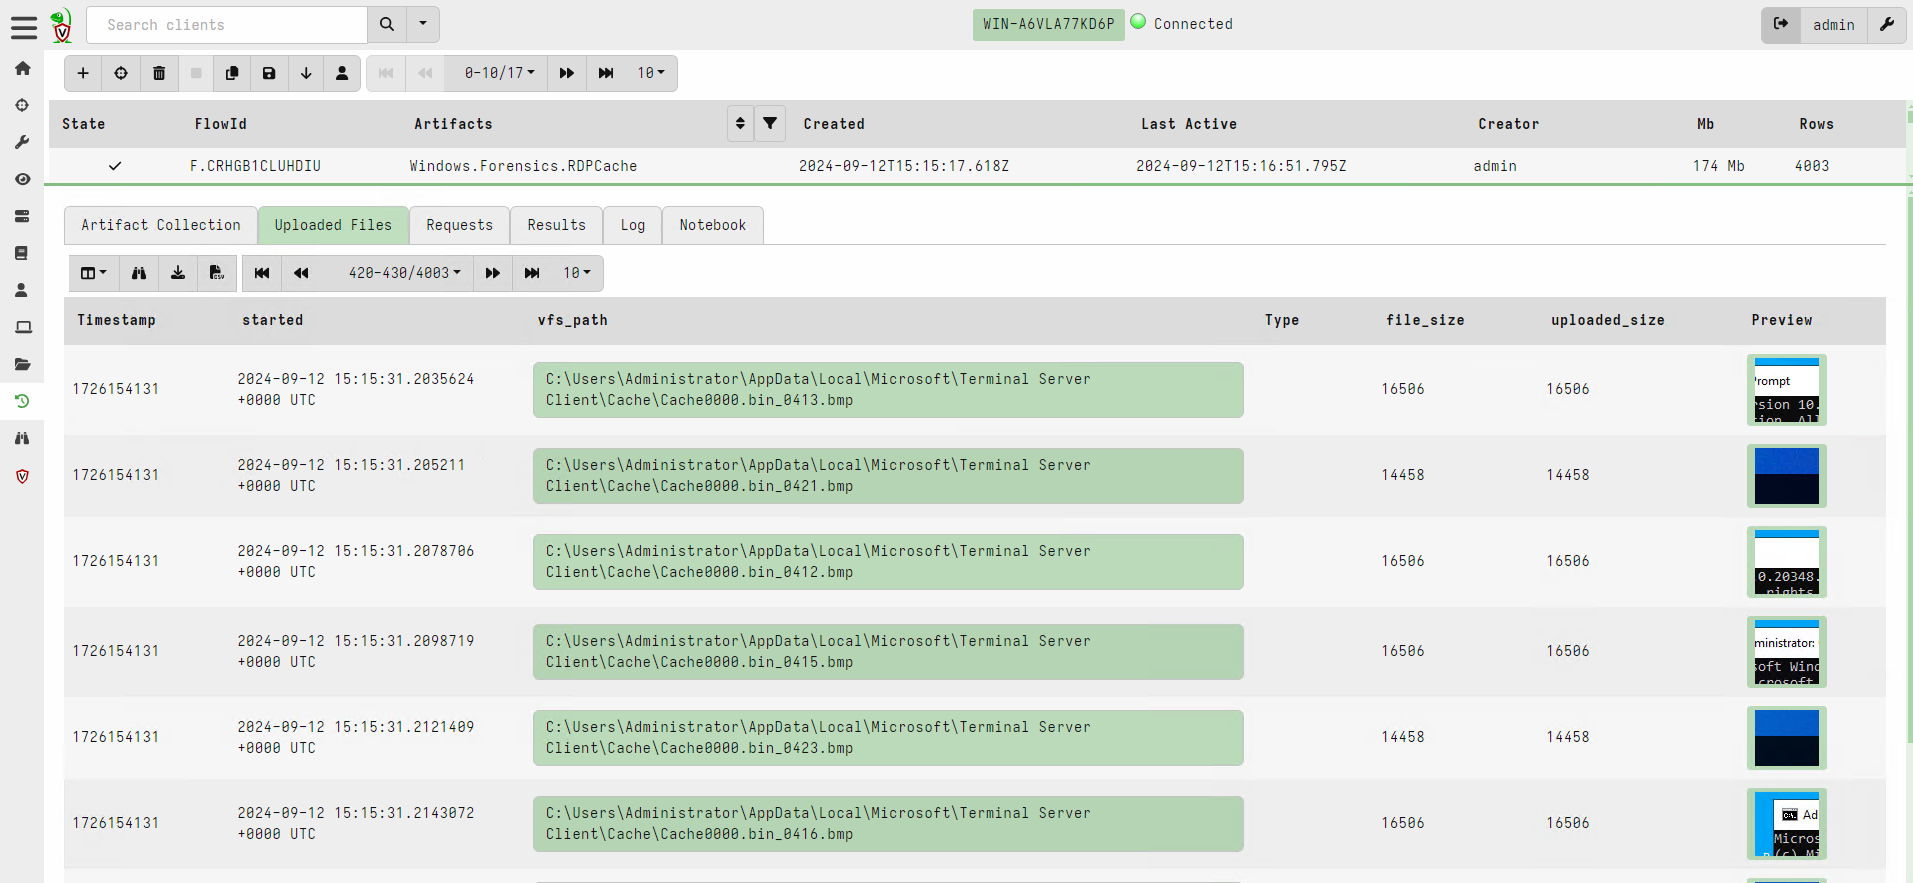 Search clients
WIN-A6VLA77KD6P Connected
admin
0-10/17 10
State FlowId Artifacts Created Last Active Creator Mb Rows
F.CRHGB1CLUHDIU Windows.Forensics.RDPCache 2024-09-12T15:15:17.618Z 2024-09-12T15:16:51.795Z admin 174 Mb 4003
Artifact Collection Uploaded Files Requests Results Log Notebook
CSV 420-430/4003 10
Timestamp started vfs_path Type file_size uploaded_size Preview
1726154131 2024-09-12 15:15:31.2035624 +0000 UTC C:\Users\Administrator\AppData\Local\Microsoft\Terminal Server Client\Cache\Cache0000.bin_0413.bmp 16506 16506
Prompt
rsion 10.
1726154131 2024-09-12 15:15:31.205211 +0000 UTC C:\Users\Administrator\AppData\Local\Microsoft\Terminal Server Client\Cache\Cache0000.bin_0421.bmp 14458 14458
1726154131 2024-09-12 15:15:31.2078706 +0000 UTC C:\Users\Administrator\AppData\Local\Microsoft\Terminal Server Client\Cache\Cache0000.bin_0412.bmp 16506 16506
0.20348.
rights
1726154131 2024-09-12 15:15:31.2098719 +0000 UTC C:\Users\Administrator\AppData\Local\Microsoft\Terminal Server Client\Cache\Cache0000.bin_0415.bmp 16506 16506
ministrator:
soft Wind
crosoft
1726154131 2024-09-12 15:15:31.2121409 +0000 UTC C:\Users\Administrator\AppData\Local\Microsoft\Terminal Server Client\Cache\Cache0000.bin_0423.bmp 14458 14458
1726154131 2024-09-12 15:15:31.2143072 +0000 UTC C:\Users\Administrator\AppData\Local\Microsoft\Terminal Server Client\Cache\Cache0000.bin_0416.bmp 16506 16506
Ad
Micros
(c) Mi